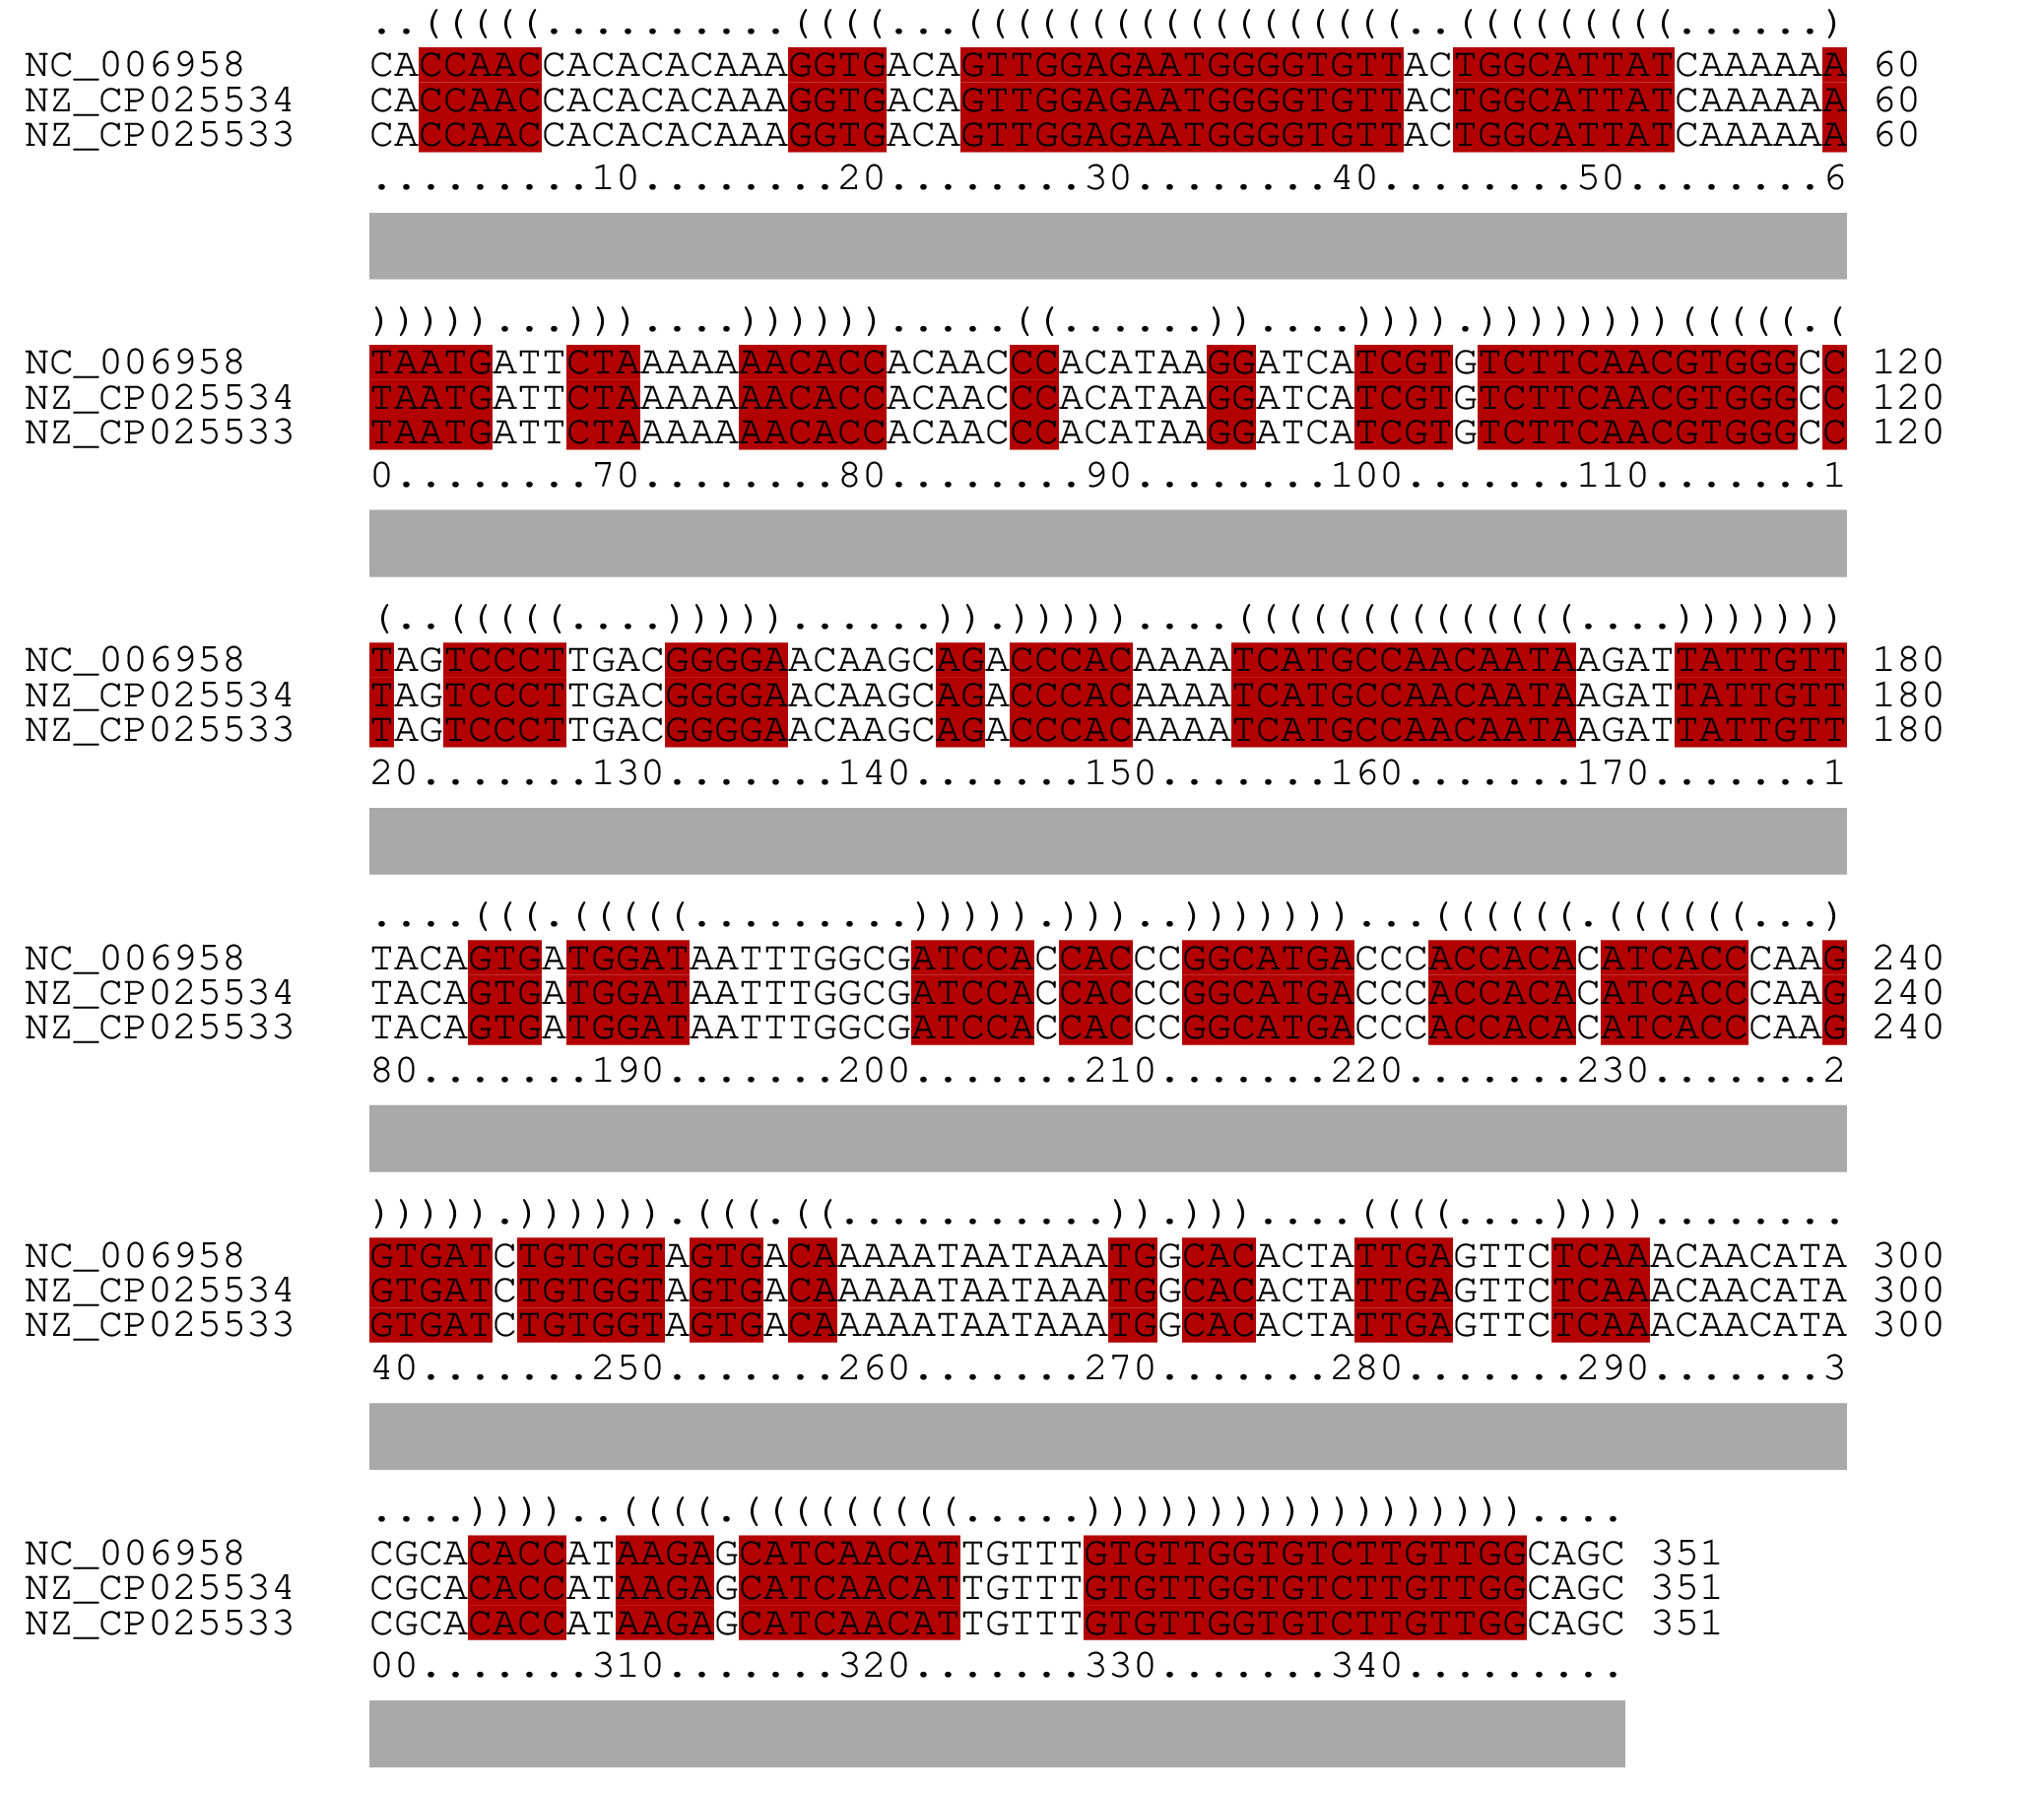 ..(((((..........((((...((((((((((((((((((..(((((((((......)
NC_006958 CACCAACCACACACAAAGGTGACAGTTGGAGAATGGGGTGTTACTGGCATTATCAAAAAA 60
NZ_CP025534 CACCAACCACACACAAAGGTGACAGTTGGAGAATGGGGTGTTACTGGCATTATCAAAAAA 60
NZ_CP025533 CACCAACCACACACAAAGGTGACAGTTGGAGAATGGGGTGTTACTGGCATTATCAAAAAA 60
.........10........20........30........40........50........6
)))))...)))....)))))).....((......))....)))).))))))))(((((.(
NC_006958 TAATGATTCTAAAAAAACACCACAACCCACATAAGGATCATCGTGTCTTCAACGTGGGCC 120
NZ_CP025534 TAATGATTCTAAAAAAACACCACAACCCACATAAGGATCATCGTGTCTTCAACGTGGGCC 120
NZ_CP025533 TAATGATTCTAAAAAAACACCACAACCCACATAAGGATCATCGTGTCTTCAACGTGGGCC 120
0........70........80........90........100.......110.......1
(..(((((....)))))......)).)))))....((((((((((((((....)))))))
NC_006958 TAGTCCCTTGACGGGGAACAAGCAGACCCACAAAATCATGCCAACAATAAGATTATTGTT 180
NZ_CP025534 TAGTCCCTTGACGGGGAACAAGCAGACCCACAAAATCATGCCAACAATAAGATTATTGTT 180
NZ_CP025533 TAGTCCCTTGACGGGGAACAAGCAGACCCACAAAATCATGCCAACAATAAGATTATTGTT 180
20.......130.......140.......150.......160.......170.......1
....(((.(((((.........))))).)))..)))))))...((((((.((((((...)
NC_006958 TACAGTGATGGATAATTTGGCGATCCACCACCCGGCATGACCCACCACACATCACCCAAG 240
NZ_CP025534 TACAGTGATGGATAATTTGGCGATCCACCACCCGGCATGACCCACCACACATCACCCAAG 240
NZ_CP025533 TACAGTGATGGATAATTTGGCGATCCACCACCCGGCATGACCCACCACACATCACCCAAG 240
80.......190.......200.......210.......220.......230.......2
))))).)))))).(((.((...........)).)))....((((....))))........
NC_006958 GTGATCTGTGGTAGTGACAAAAATAATAAATGGCACACTATTGAGTTCTCAAACAACATA 300
NZ_CP025534 GTGATCTGTGGTAGTGACAAAAATAATAAATGGCACACTATTGAGTTCTCAAACAACATA 300
NZ_CP025533 GTGATCTGTGGTAGTGACAAAAATAATAAATGGCACACTATTGAGTTCTCAAACAACATA 300
40.......250.......260.......270.......280.......290.......3
....))))..((((.(((((((((.....))))))))))))))))))....
NC_006958 CGCACACCATAAGAGCATCAACATTGTTTGTGTTGGTGTCTTGTTGGCAGC 351
NZ_CP025534 CGCACACCATAAGAGCATCAACATTGTTTGTGTTGGTGTCTTGTTGGCAGC 351
NZ_CP025533 CGCACACCATAAGAGCATCAACATTGTTTGTGTTGGTGTCTTGTTGGCAGC 351
00.......310.......320.......330.......340.........